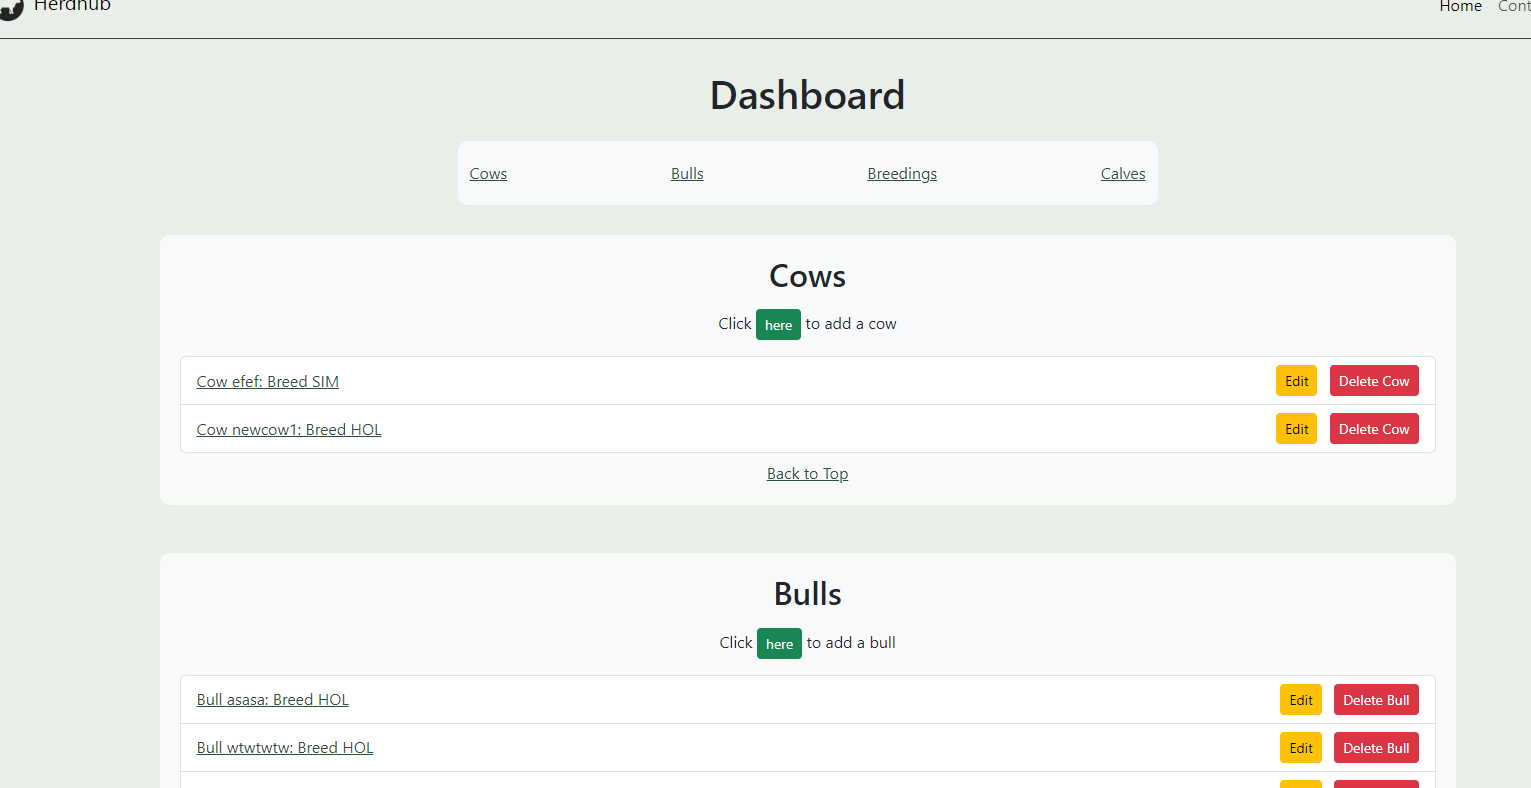 Herdhub
Home Cont
Dashboard
Cows Bulls Breedings Calves
Cows
Click here to add a cow
Cow efef: Breed SIM Edit Delete Cow
Cow newcow1: Breed HOL Edit Delete Cow
Back to Top
Bulls
Click here to add a bull
Bull asasa: Breed HOL Edit Delete Bull
Bull wtwtwtw: Breed HOL Edit Delete Bull